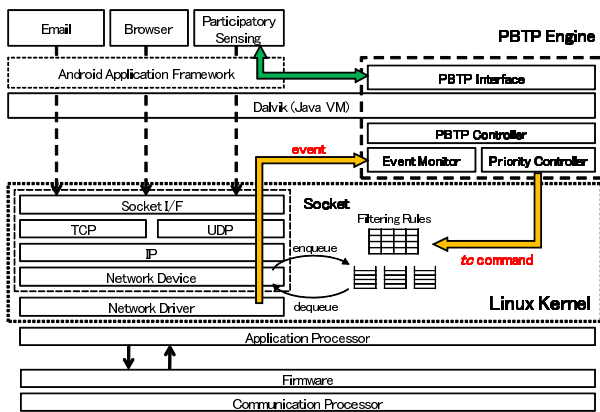 Email
Browser
Participatory
Sensing
PBTP Engine
Android Application Framework
PBTP Interface
Dalvik (Java VM)
PBTP Controller
event
Event Monitor
Priority Controller
Socket I/F
Socket
TCP
UDP
Filtering Rules
IP
enqueue
Network Device
tc command
Network Driver
dequeue
Linux Kernel
Application Processor
Firmware
Communication Processor